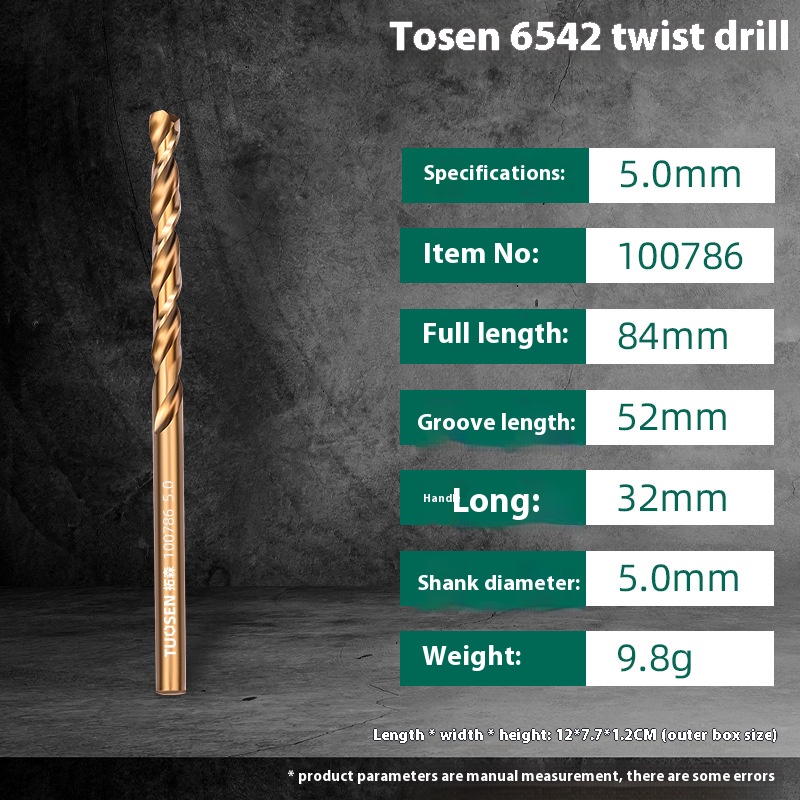 Tosen 6542 twist drill
Specifications: 5.0mm
Item No: 100786
Full length: 84mm
Groove length: 52mm
Handle Long: 32mm
Shank diameter: 5.0mm
Weight: 9.8g
TUOSEN 拓森 100786-5.0
Length * width * height: 12*7.7*1.2CM (outer box size)
* product parameters are manual measurement, there are some errors